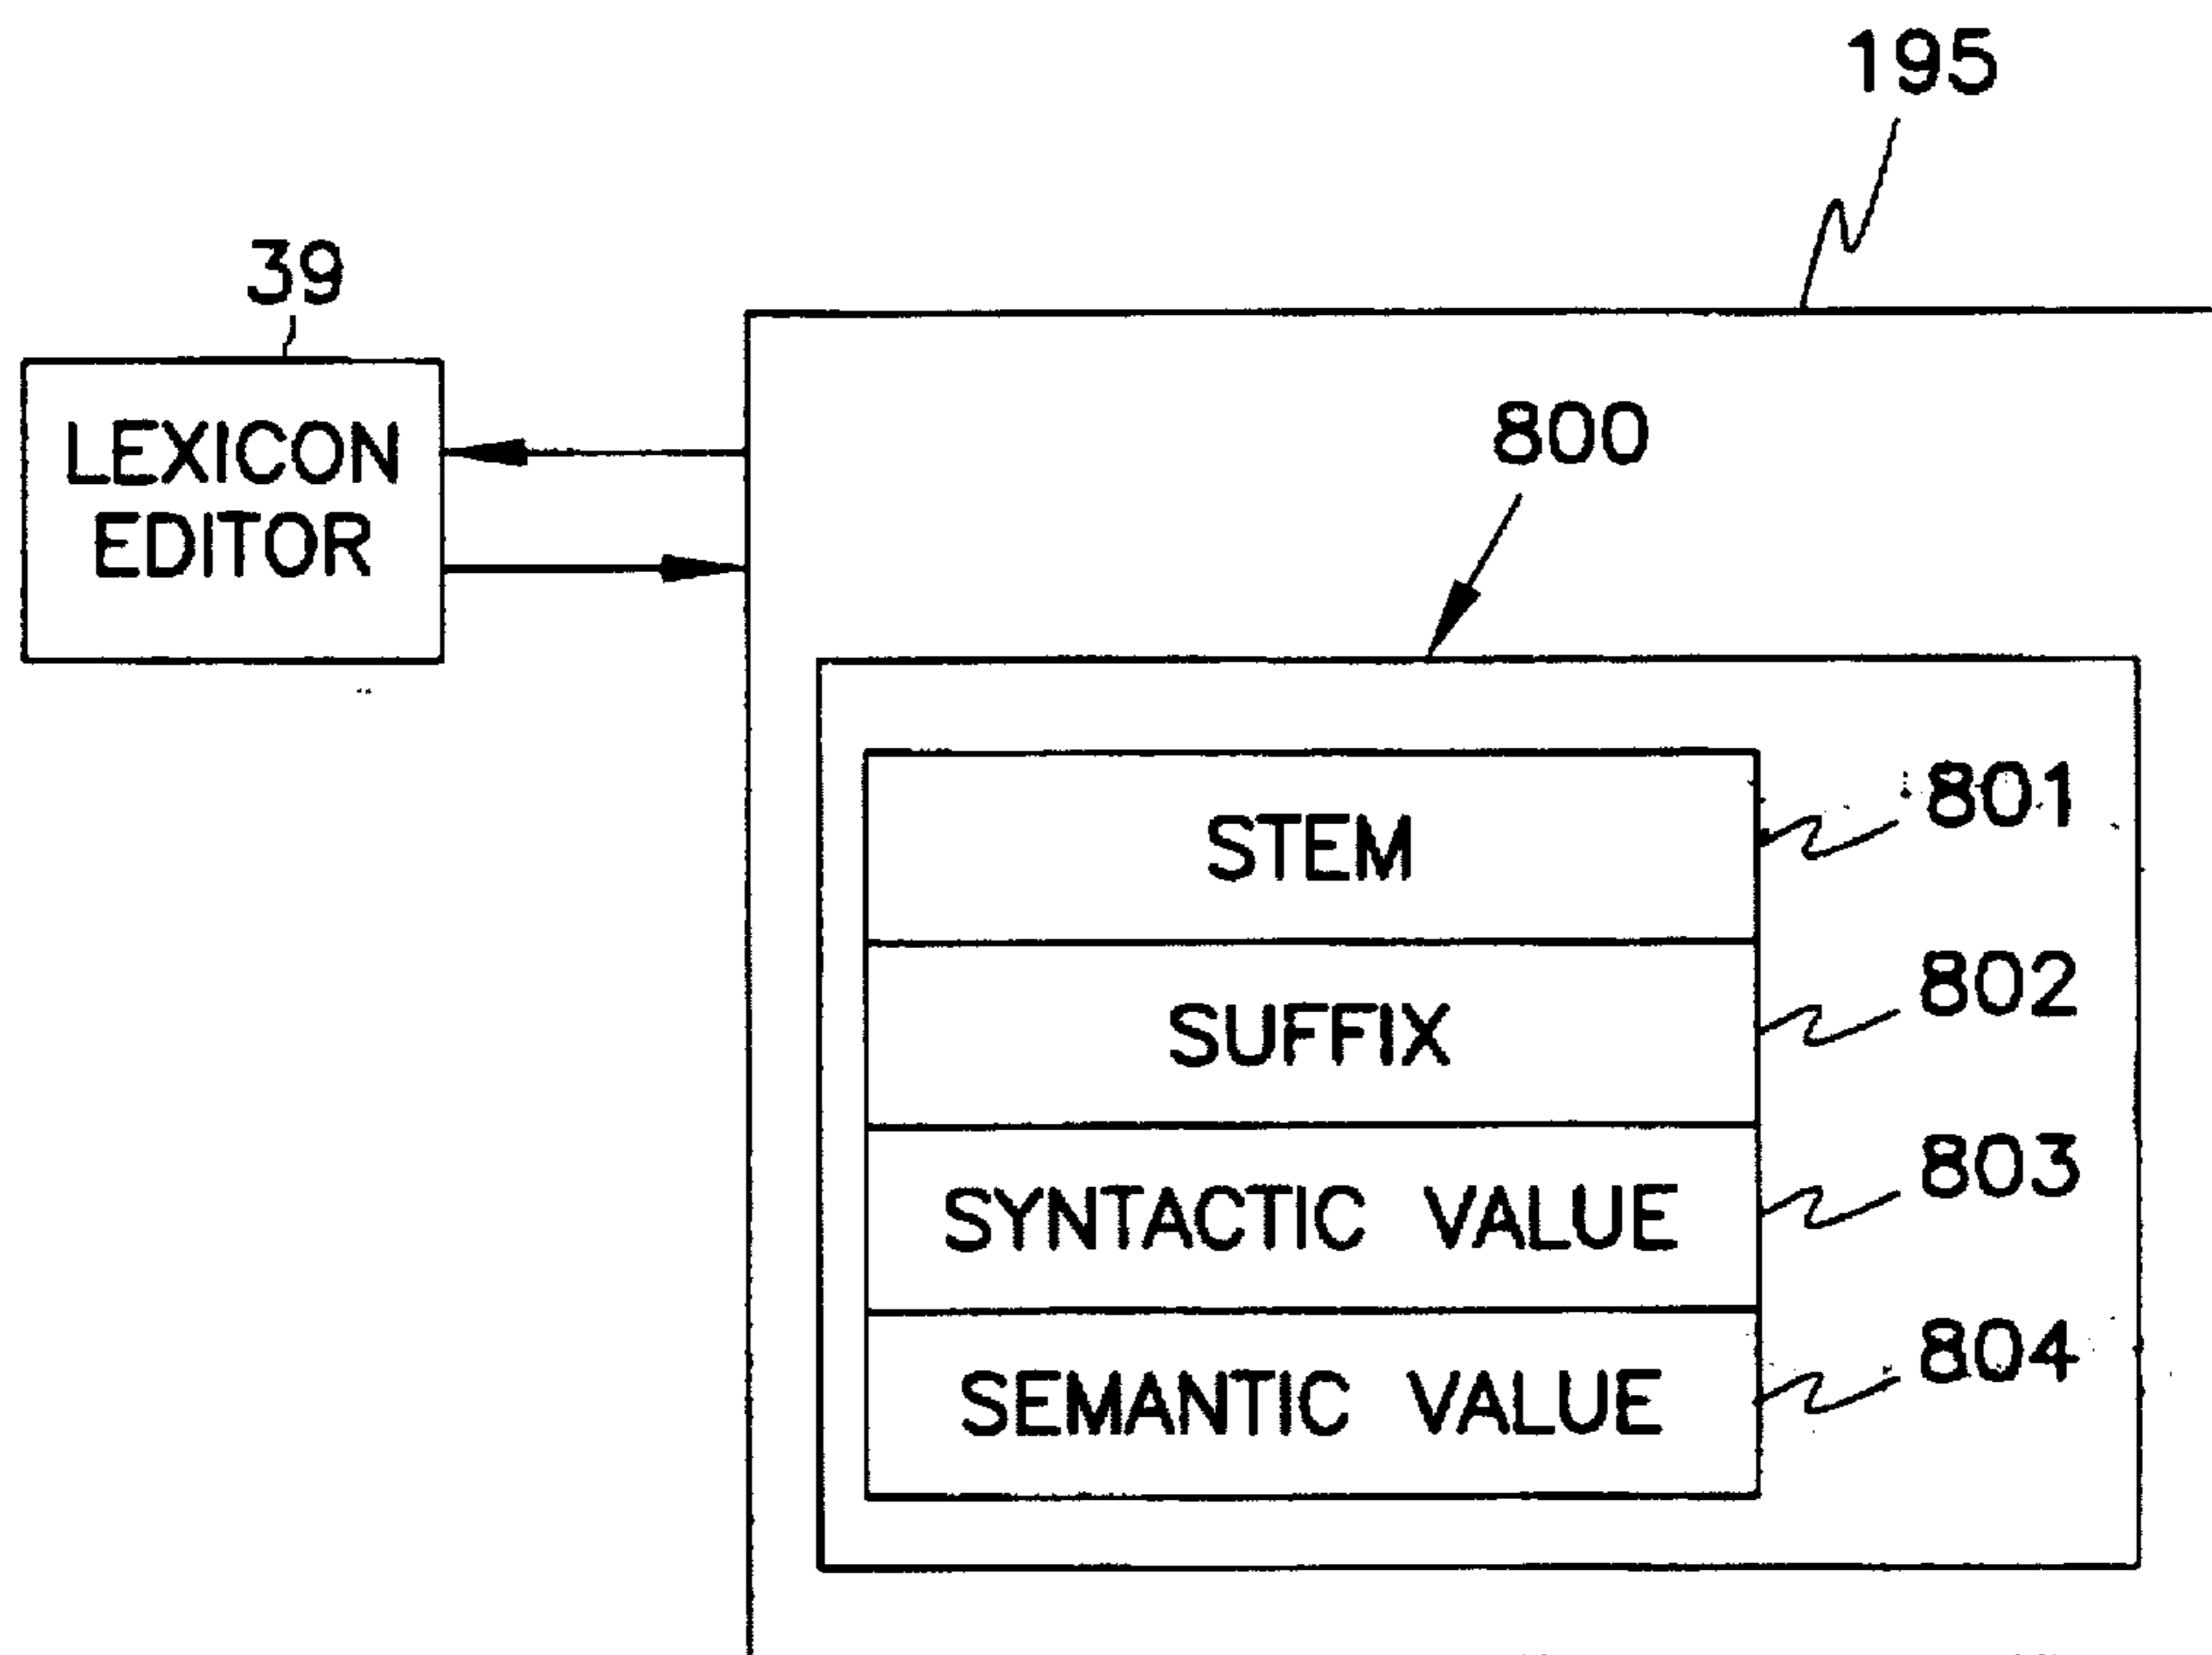 195
39
LEXICON
EDITOR
800
STEM
801
SUFFIX
802
SYNTACTIC VALUE
803
SEMANTIC VALUE
804